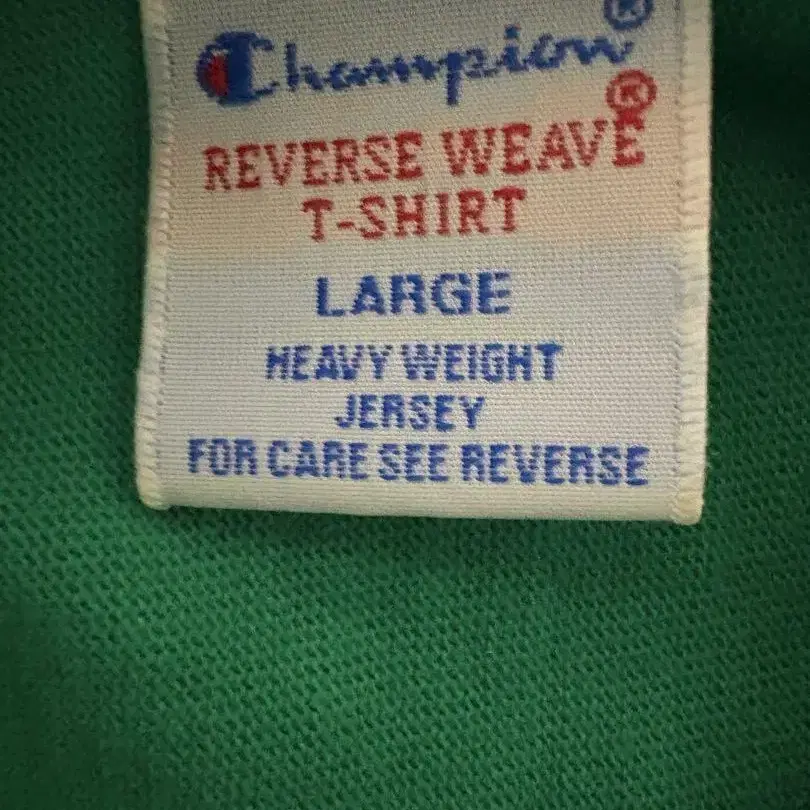 Champion®
REVERSE WEAVE®
T-SHIRT
LARGE
HEAVY WEIGHT
JERSEY
FOR CARE SEE REVERSE